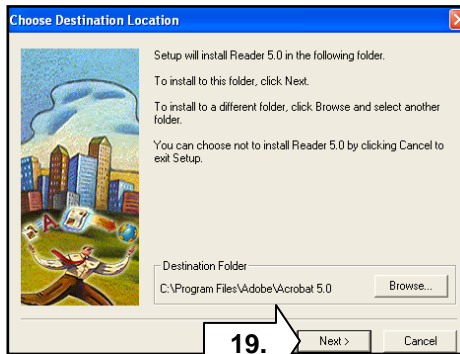 Choose Destination Location
Setup will install Reader 5.0 in the following folder.
To install to this folder, click Next.
To install to a different folder, click Browse and select another
folder.
You can choose not to install Reader 5.0 by clicking Cancel to
exit Setup.
Destination Folder
C:\Program Files\Adobe\Acrobat 5.0
Browse...
19.
Next >
Cancel